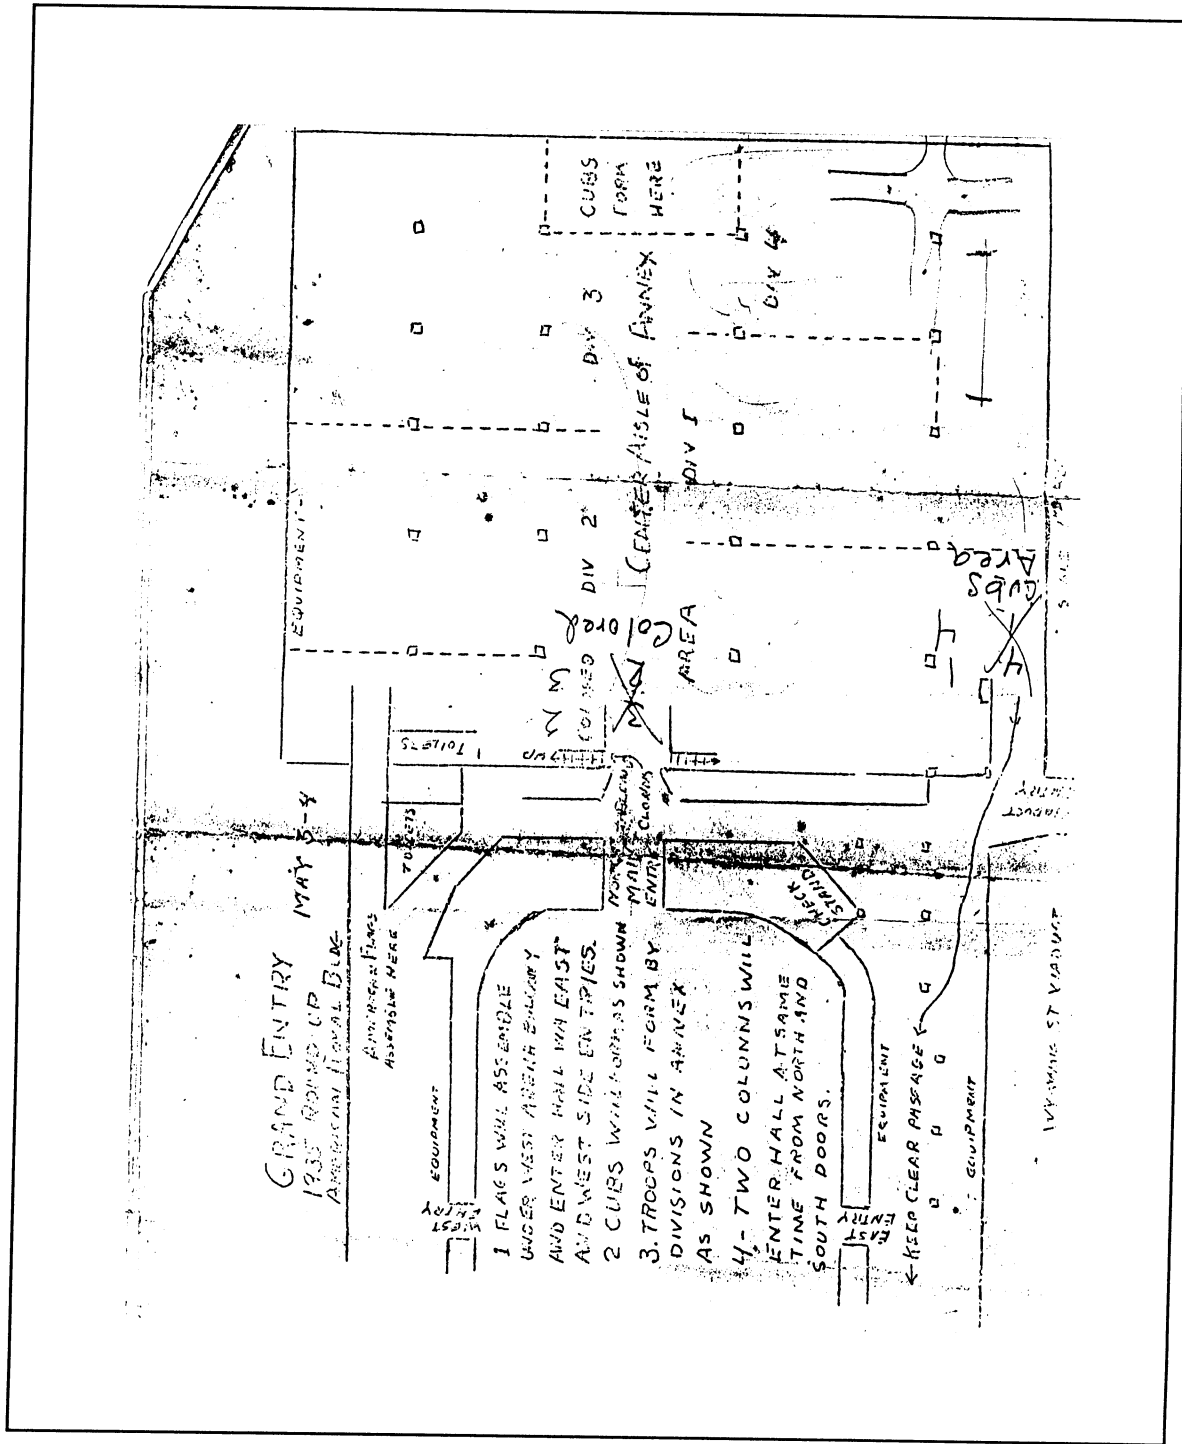 GRAND ENTRY
1935 ROUND UP MAY 3-4
AMERICAN ROYAL BLDG
AMERICAN FLAGS
ASSEMBLE HERE
EQUIPMENT
WEST
ENTRY
1 FLAGS WILL ASSEMBLE
UNDER WEST ARENA BALCONY
AND ENTER HALL VIA EAST
AND WEST SIDE ENTRIES.
2 CUBS WILL FORM AS SHOWN
3. TROOPS WILL FORM BY
DIVISIONS IN ANNEX
AS SHOWN
4- TWO COLUMNS WILL
ENTER HALL AT SAME
TIME FROM NORTH AND
SOUTH DOORS.
EQUIPMENT
EAST
ENTRY
← KEEP CLEAR PASSAGE
EQUIPMENT
WYOMING ST VIADUCT
TOILETS
TOILETS
UP
NORTH
MAIN
ENTRY
CHECK
STAND
VIADUCT
ENTRY
EQUIPMENT
N M
COLORED
Colored
AREA
DIV 2
DIV 3
CENTER AISLE OF ANNEX
DIV I
DIV 4
CUBS
FORM
HERE
Cubs
Area
4